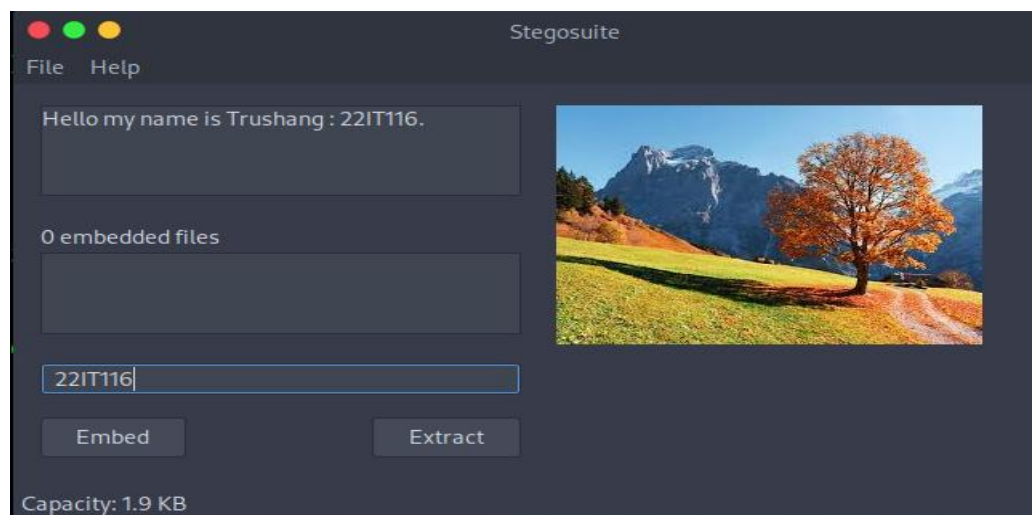 Stegosuite
File Help
Hello my name is Trushang : 22IT116.
0 embedded files
22IT116
Embed Extract
Capacity: 1.9 KB